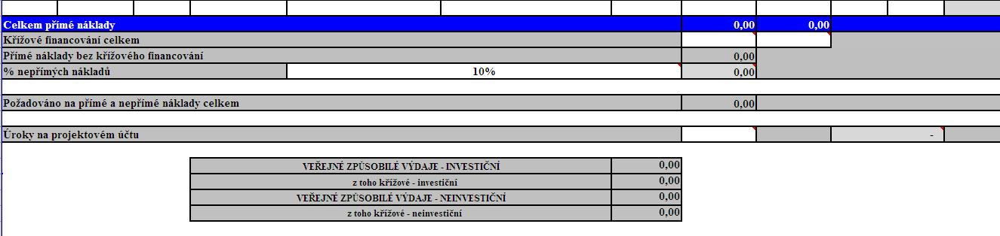 Celkem přímé náklady 0,00 0,00
Křížové financování celkem
Přímé náklady bez křížového financování 0,00
% nepřímých nákladů 10% 0,00
Požadováno na přímé a nepřímé náklady celkem 0,00
Úroky na projektovém účtu -
VEŘEJNÉ ZPŮSOBILÉ VÝDAJE - INVESTIČNÍ 0,00
z toho křížové - investiční 0,00
VEŘEJNÉ ZPŮSOBILÉ VÝDAJE - NEINVESTIČNÍ 0,00
z toho křížové - neinvestiční 0,00